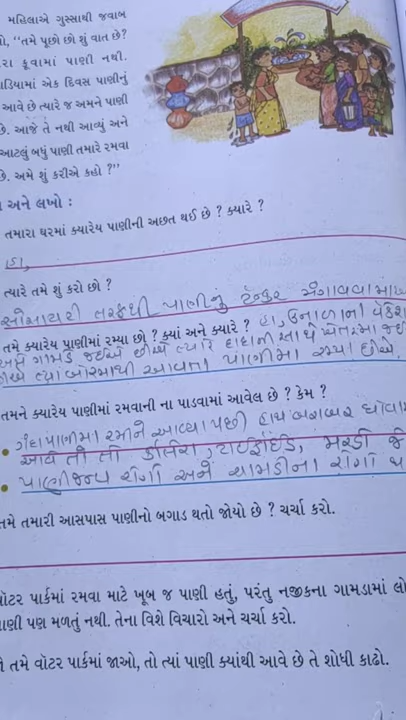 મહિલાએ ગુસ્સાથી જવાબ
"તમે પૂછો છો શું વાત છે?
કૂવામાં પાણી નથી.
એક દિવસ પાણીનું
આવે છે ત્યારે જ અમને પાણી
છે. આજે તે નથી આવ્યું અને
આટલું બધું પાણી તમારે રમવા
છે. અમે શું કરીએ કહો ?"
અને લખો :
તમારા ઘરમાં ક્યારેય પાણીની અછત થઈ છે ? ક્યારે ?
હા,
ત્યારે તમે શું કરો છો ?
સોસાયટી તરફથી પાણીનું ટેન્કર મંગાવવામાં
તમે ક્યારેય પાણીમાં રમ્યા છો ? ક્યાં અને ક્યારે ? હા, ઉનાળાના
ગામડે જઈએ છીએ ત્યારે દાદાની સાથે ખેતરમાં જઈ
ત્યાં બોરમાંથી આવતા પાણીમાં રમ્યા છીએ.
તમને ક્યારેય પાણીમાં રમવાની ના પાડવામાં આવેલ છે ? કેમ ?
• ગંદા પાણીમાં રમીને આવ્યા પછી હાથ બરાબર ધોવામાં
આવે તો કોલેરા, ટાઈફોઈડ, મરડો જે
• પાણીજન્ય રોગો અને ચામડીના રોગો થ
તમે તમારી આસપાસ પાણીનો બગાડ થતો જોયો છે ? ચર્ચા કરો.
વૉટર પાર્કમાં રમવા માટે ખૂબ જ પાણી હતું, પરંતુ નજીકના ગામડામાં લો
પાણી પણ મળતું નથી. તેના વિશે વિચારો અને ચર્ચા કરો.
તમે વૉટર પાર્કમાં જાઓ, તો ત્યાં પાણી ક્યાંથી આવે છે તે શોધી કાઢો.